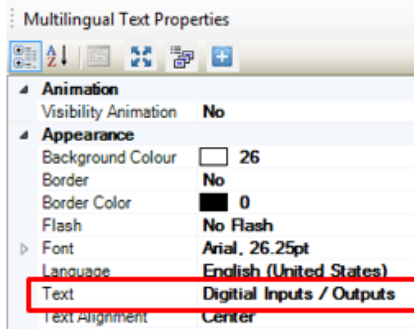 Multilingual Text Properties
Animation
Visibility Animation No
Appearance
Background Colour 26
Border No
Border Color 0
Flash No Flash
Font Arial, 26.25pt
Language English (United States)
Text Digitial Inputs / Outputs
Text Alignment Center